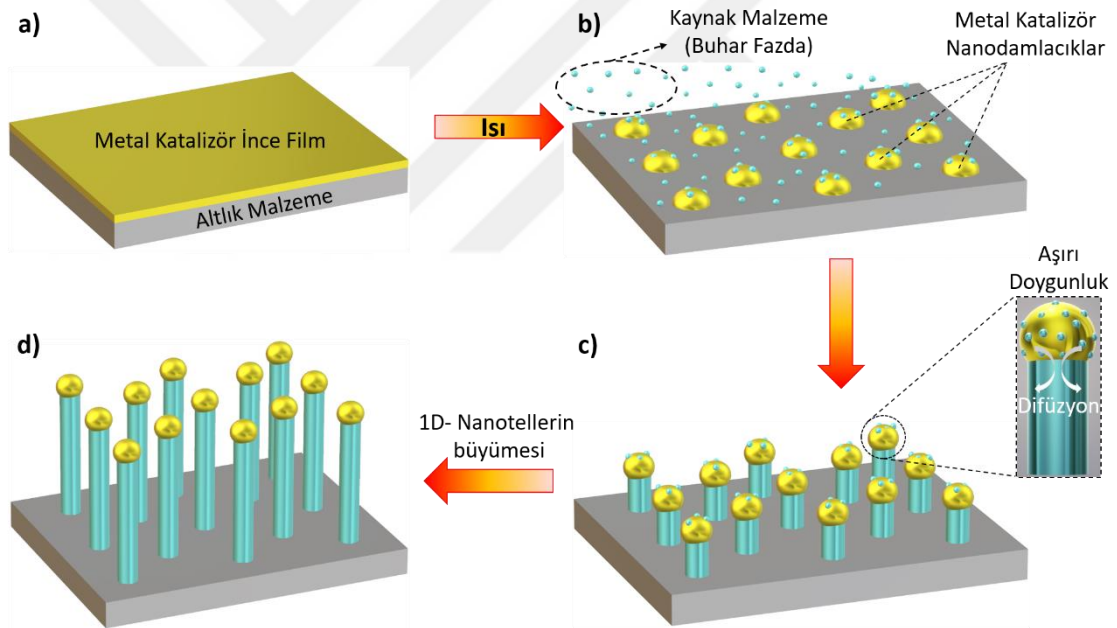 a)
Metal Katalizör İnce Film
Altlık Malzeme
Isı
b)
Kaynak Malzeme
(Buhar Fazda)
Metal Katalizör
Nanodamlacıklar
Aşırı
Doygunluk
Difüzyon
c)
1D- Nanotellerin
büyümesi
d)